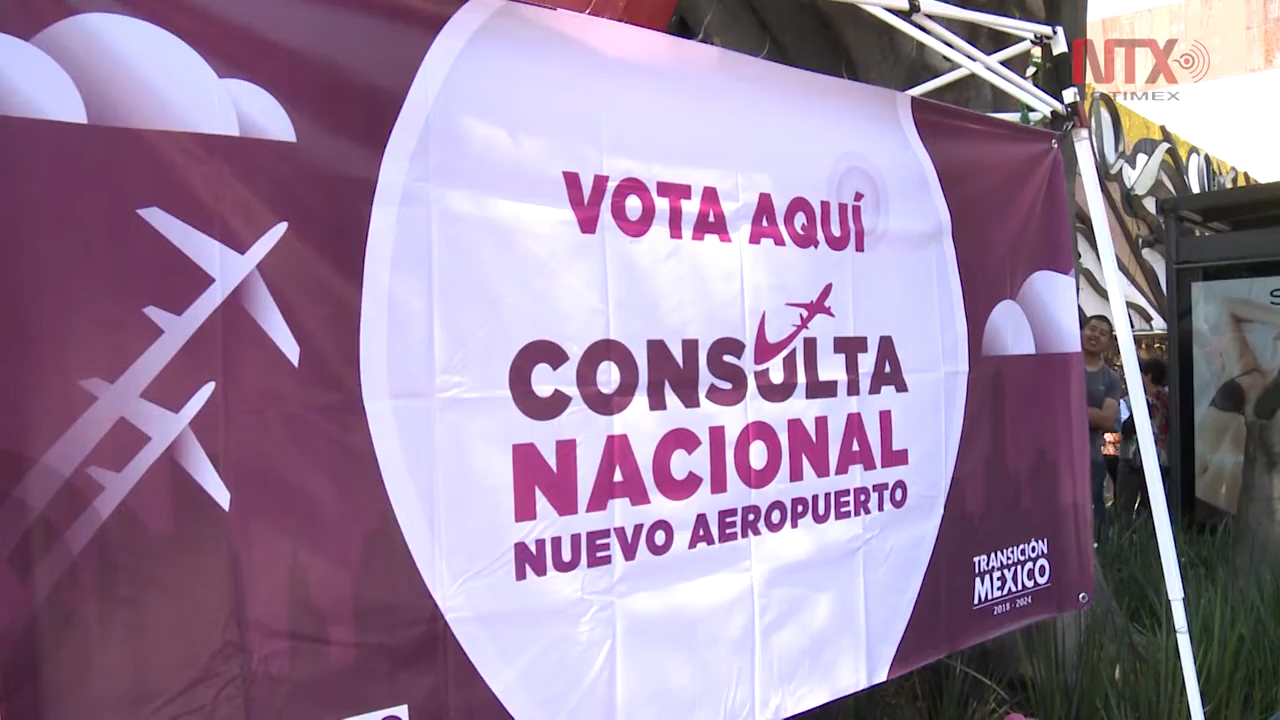 NTX
NOTIMEX
VOTA AQUÍ
CONSULTA
NACIONAL
NUEVO AEROPUERTO
TRANSICIÓN
MÉXICO
2018 - 2024